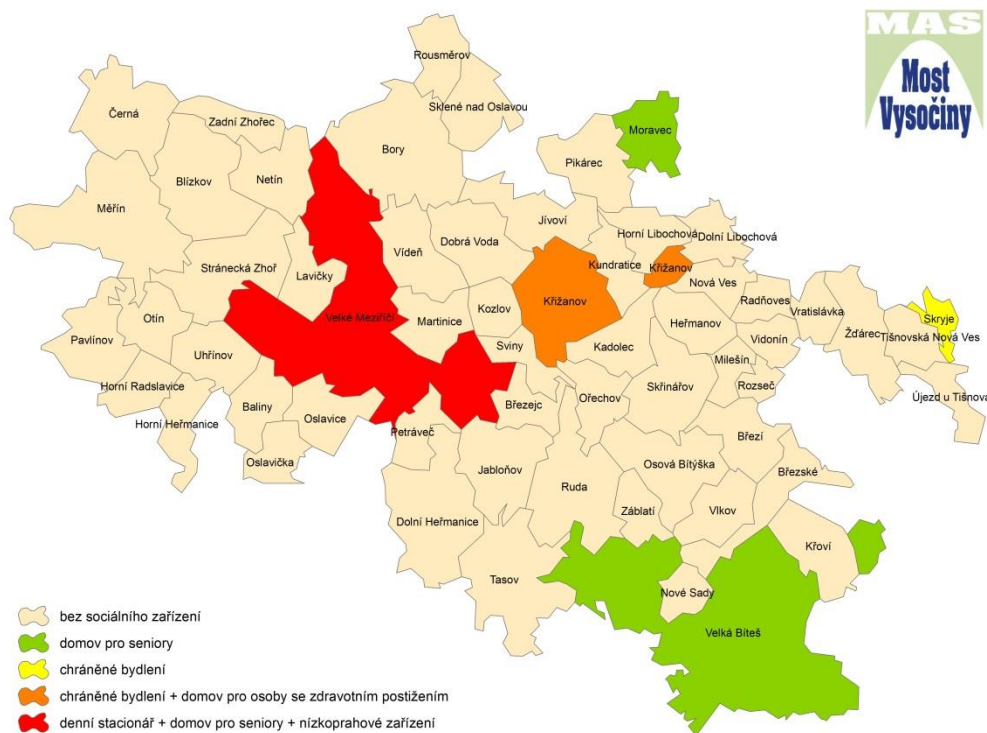 MAS
Most
Vysočiny
Rousměrov
Sklené nad Oslavou
Černá
Zadní Zhořec
Moravec
Bory
Pikárec
Blízkov
Netín
Měřín
Jívoví
Horní Libochová
Dolní Libochová
Dobrá Voda
Vídeň
Kundratice
Křižanov
Stránecká Zhoř
Lavičky
Nová Ves
Křižanov
Radňoves
Kozlov
Vratislávka
Velké Meziříčí
Martinice
Otín
Heřmanov
Skryje
Žďárec
Tišnovská Nová Ves
Pavlínov
Sviny
Kadolec
Vidonín
Uhřínov
Milešín
Horní Radslavice
Skřinářov
Rozseč
Újezd u Tišnova
Baliny
Ořechov
Březejc
Oslavice
Horní Heřmanice
Petráveč
Březí
Oslavička
Osová Bítýška
Březské
Jabloňov
Ruda
Záblatí
Vlkov
Dolní Heřmanice
Křoví
Tasov
Nové Sady
Velká Bíteš
bez sociálního zařízení
domov pro seniory
chráněné bydlení
chráněné bydlení + domov pro osoby se zdravotním postižením
denní stacionář + domov pro seniory + nízkoprahové zařízení